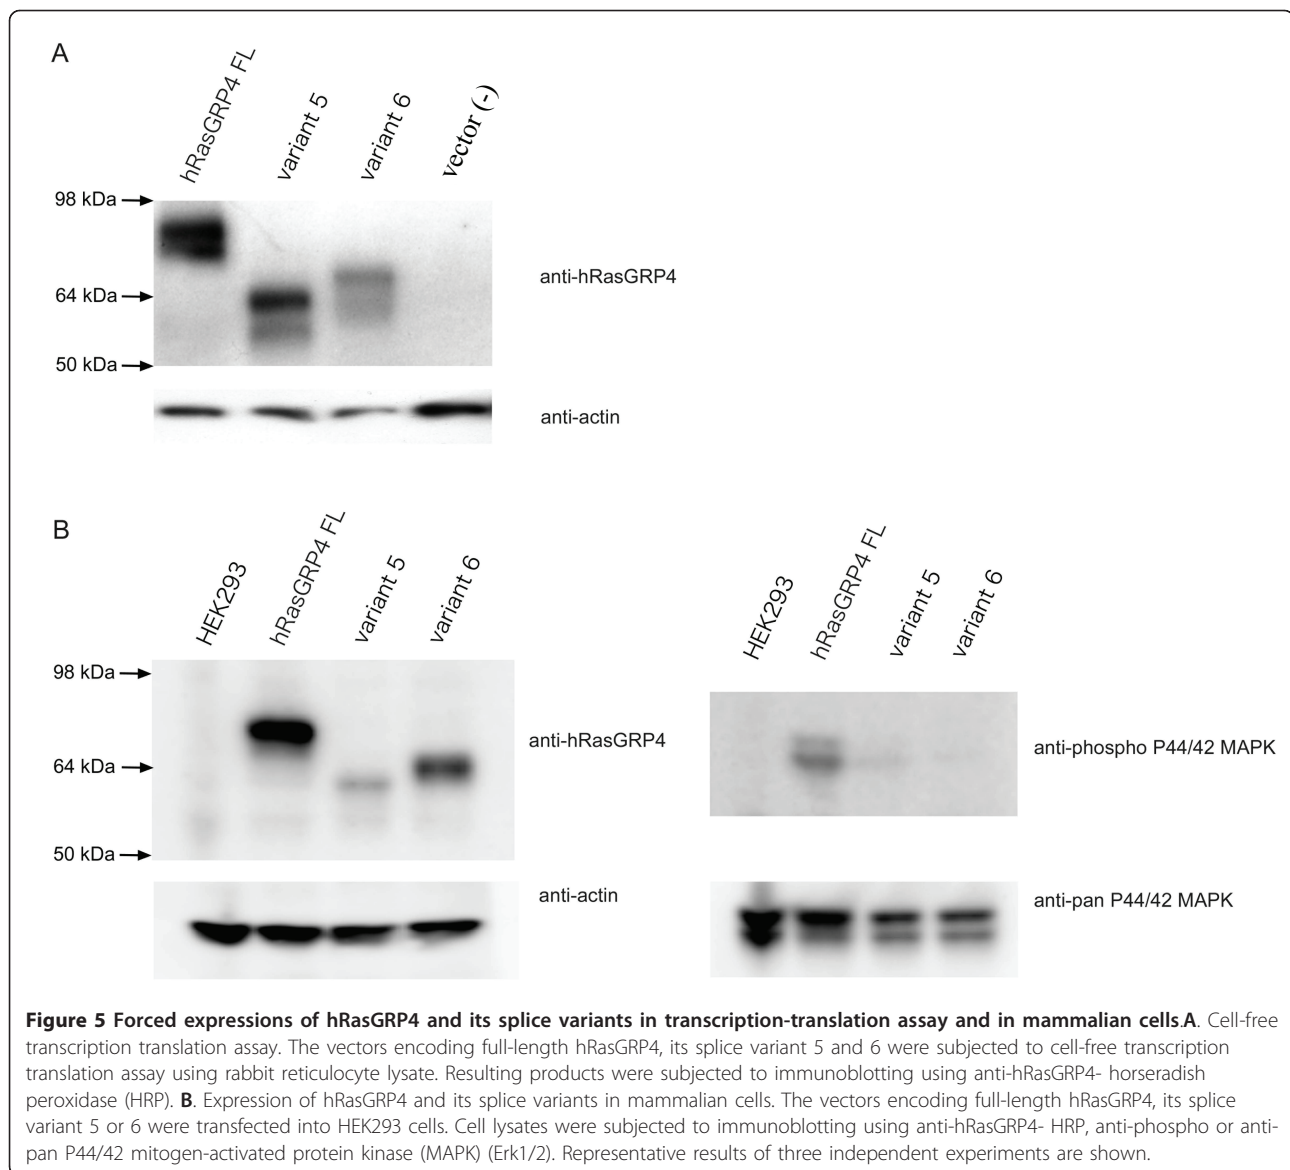 A
hRasGRP4 FL
variant 5
variant 6
vector (-)
98 kDa
64 kDa
50 kDa
anti-hRasGRP4
anti-actin
B
HEK293
hRasGRP4 FL
variant 5
variant 6
98 kDa
64 kDa
50 kDa
anti-hRasGRP4
anti-actin
HEK293
hRasGRP4 FL
variant 5
variant 6
anti-phospho P44/42 MAPK
anti-pan P44/42 MAPK
Figure 5 Forced expressions of hRasGRP4 and its splice variants in transcription-translation assay and in mammalian cells.A. Cell-free
transcription translation assay. The vectors encoding full-length hRasGRP4, its splice variant 5 and 6 were subjected to cell-free transcription
translation assay using rabbit reticulocyte lysate. Resulting products were subjected to immunoblotting using anti-hRasGRP4- horseradish
peroxidase (HRP). B. Expression of hRasGRP4 and its splice variants in mammalian cells. The vectors encoding full-length hRasGRP4, its splice
variant 5 or 6 were transfected into HEK293 cells. Cell lysates were subjected to immunoblotting using anti-hRasGRP4- HRP, anti-phospho or anti-
pan P44/42 mitogen-activated protein kinase (MAPK) (Erk1/2). Representative results of three independent experiments are shown.